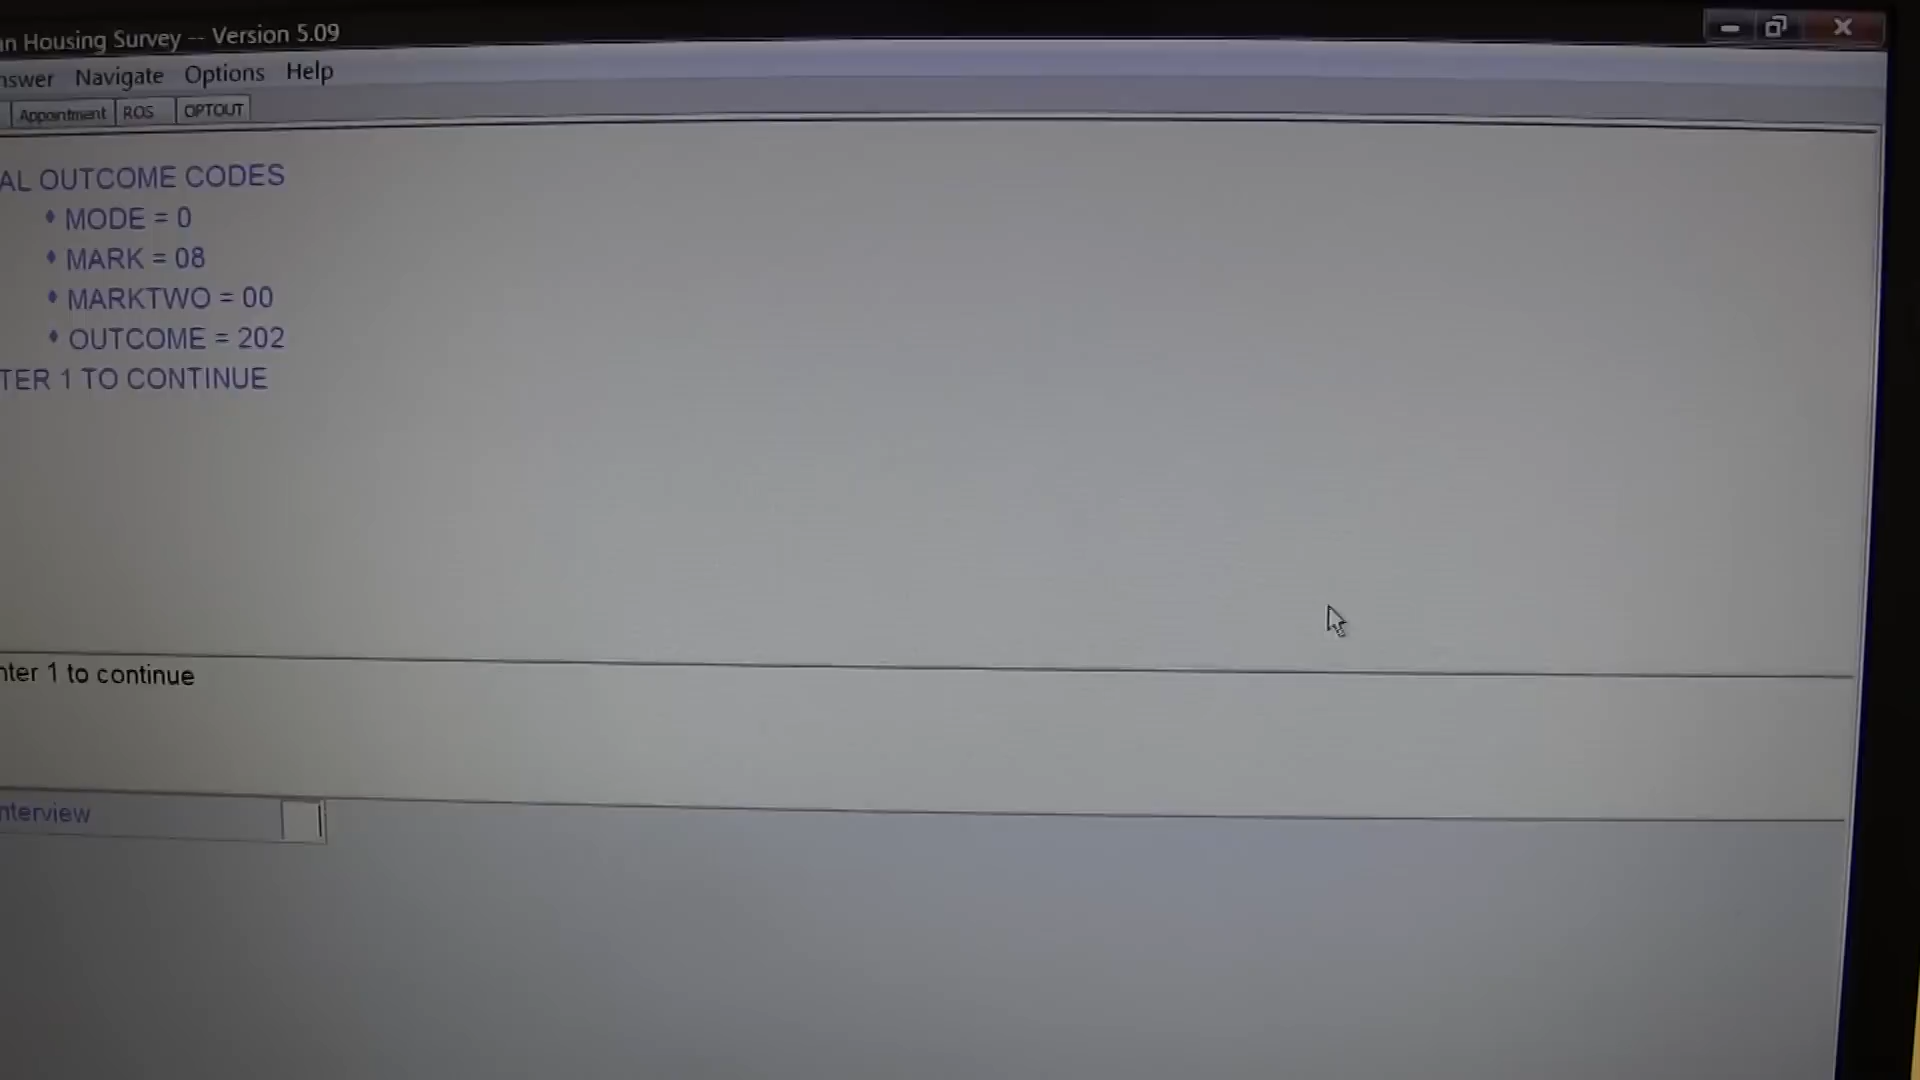 n Housing Survey -- Version 5.09
nswer Navigate Options Help
Appointment ROS OPTOUT
AL OUTCOME CODES
♦ MODE = 0
♦ MARK = 08
♦ MARKTWO = 00
♦ OUTCOME = 202
TER 1 TO CONTINUE
nter 1 to continue
nterview